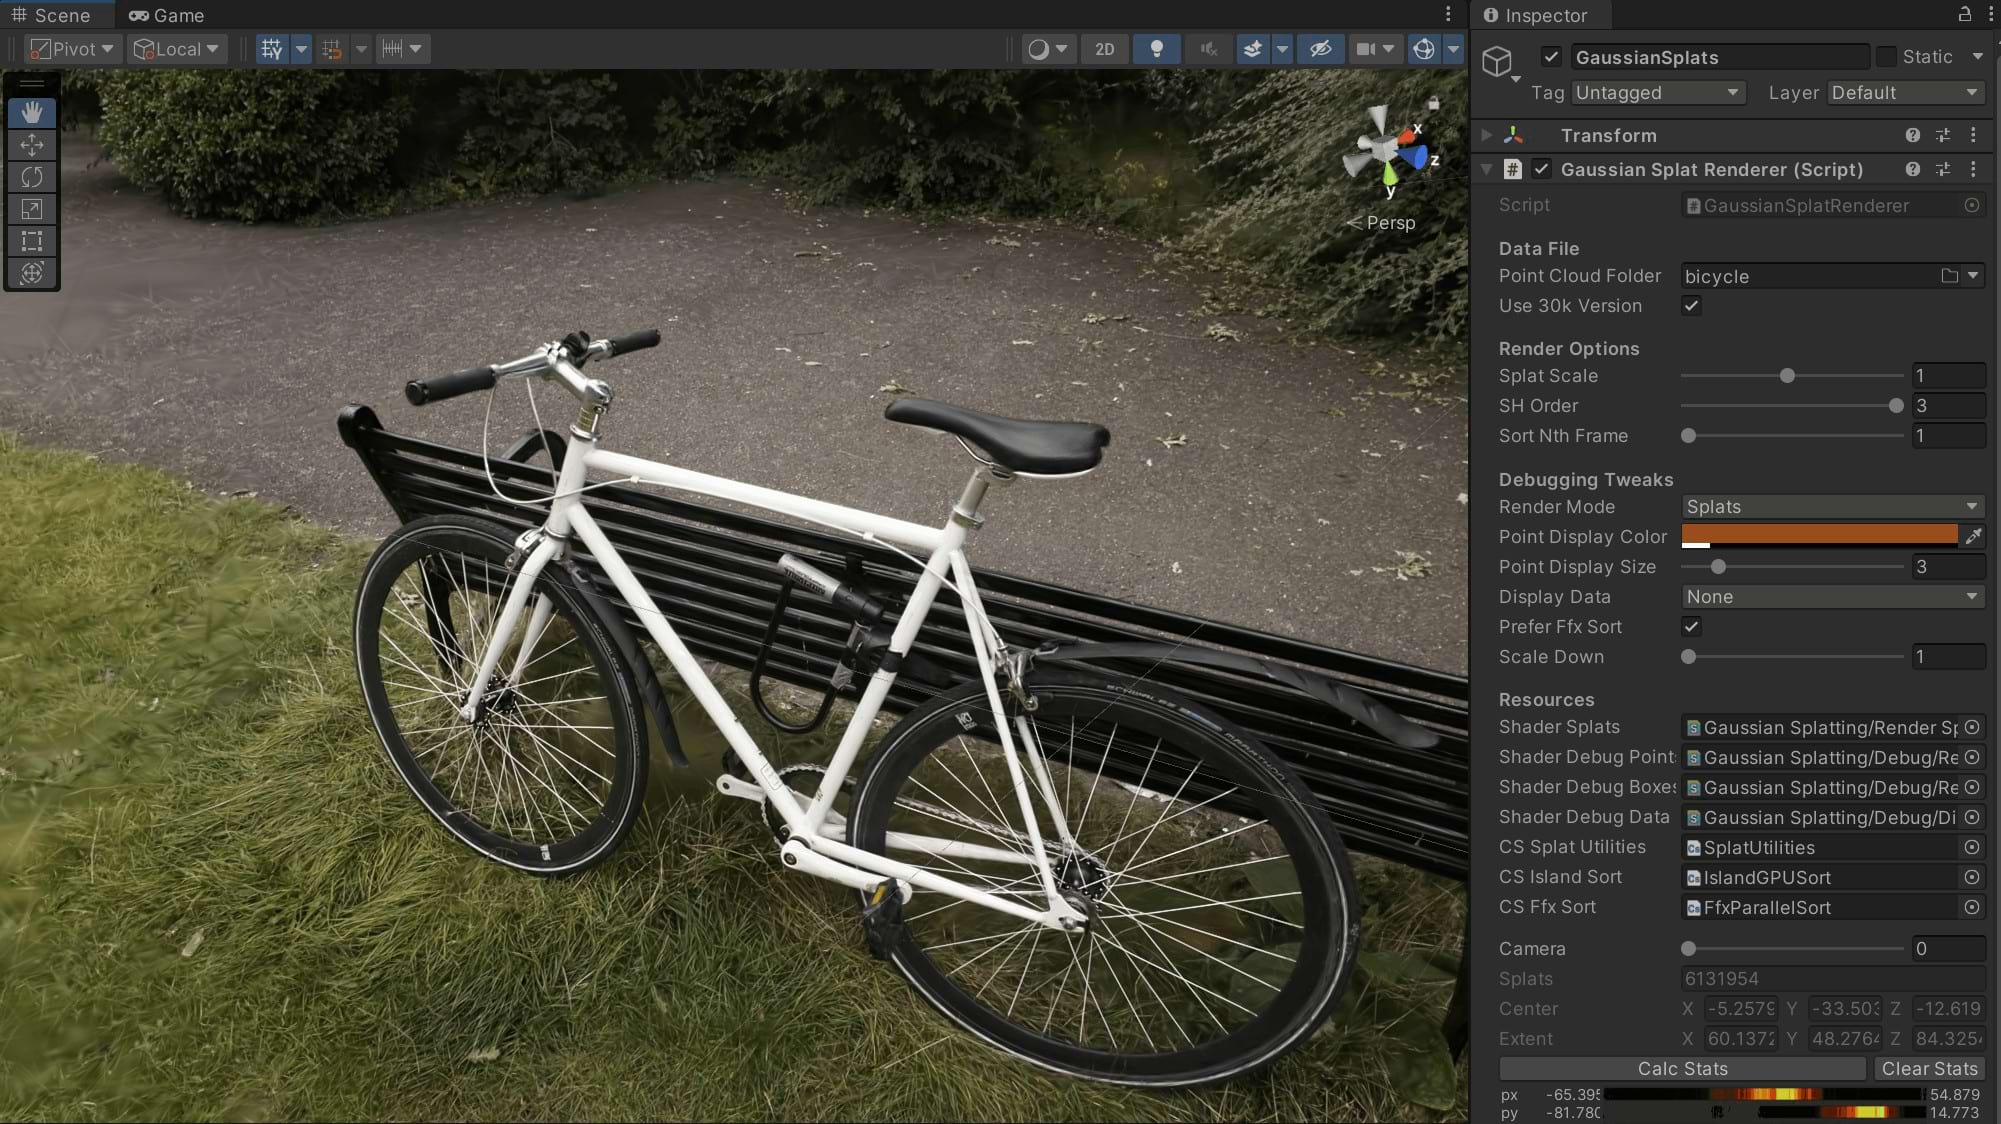 Scene Game
Pivot Local 2D
x
z
y
Persp
Inspector
GaussianSplats Static
Tag Untagged Layer Default
Transform
Gaussian Splat Renderer (Script)
Script GaussianSplatRenderer
Data File
Point Cloud Folder bicycle
Use 30k Version
Render Options
Splat Scale 1
SH Order 3
Sort Nth Frame 1
Debugging Tweaks
Render Mode Splats
Point Display Color
Point Display Size 3
Display Data None
Prefer Ffx Sort
Scale Down 1
Resources
Shader Splats Gaussian Splatting/Render Sp
Shader Debug Point Gaussian Splatting/Debug/Re
Shader Debug Boxes Gaussian Splatting/Debug/Re
Shader Debug Data Gaussian Splatting/Debug/Di
CS Splat Utilities SplatUtilities
CS Island Sort IslandGPUSort
CS Ffx Sort FfxParallelSort
Camera 0
Splats 6131954
Center X -5.2579 Y -33.503 Z -12.619
Extent X 60.1372 Y 48.2764 Z 84.3254
Calc Stats Clear Stats
px -65.395 54.879
py -81.780 14.773